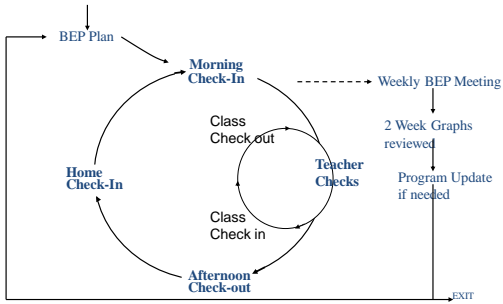 BEP Plan
Morning
Check-In
Weekly BEP Meeting
Class
Check out
2 Week Graphs
reviewed
Teacher
Checks
Home
Check-In
Program Update
if needed
Class
Check in
Afternoon
Check-out
EXIT